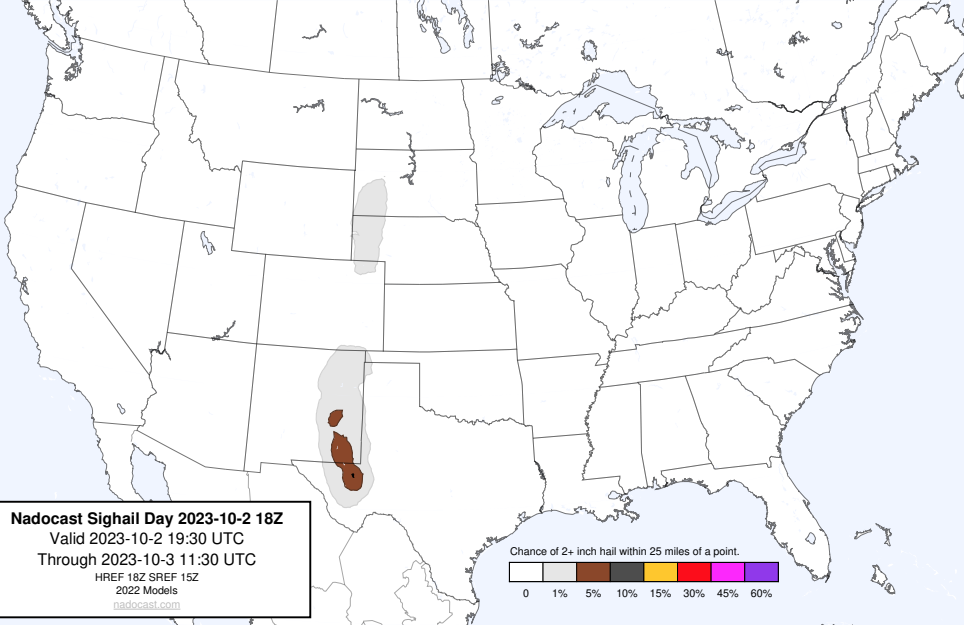 Nadocast Sighail Day 2023-10-2 18Z
Valid 2023-10-2 19:30 UTC
Through 2023-10-3 11:30 UTC
HREF 18Z SREF 15Z
2022 Models
nadocast.com
Chance of 2+ inch hail within 25 miles of a point.
0 1% 5% 10% 15% 30% 45% 60%